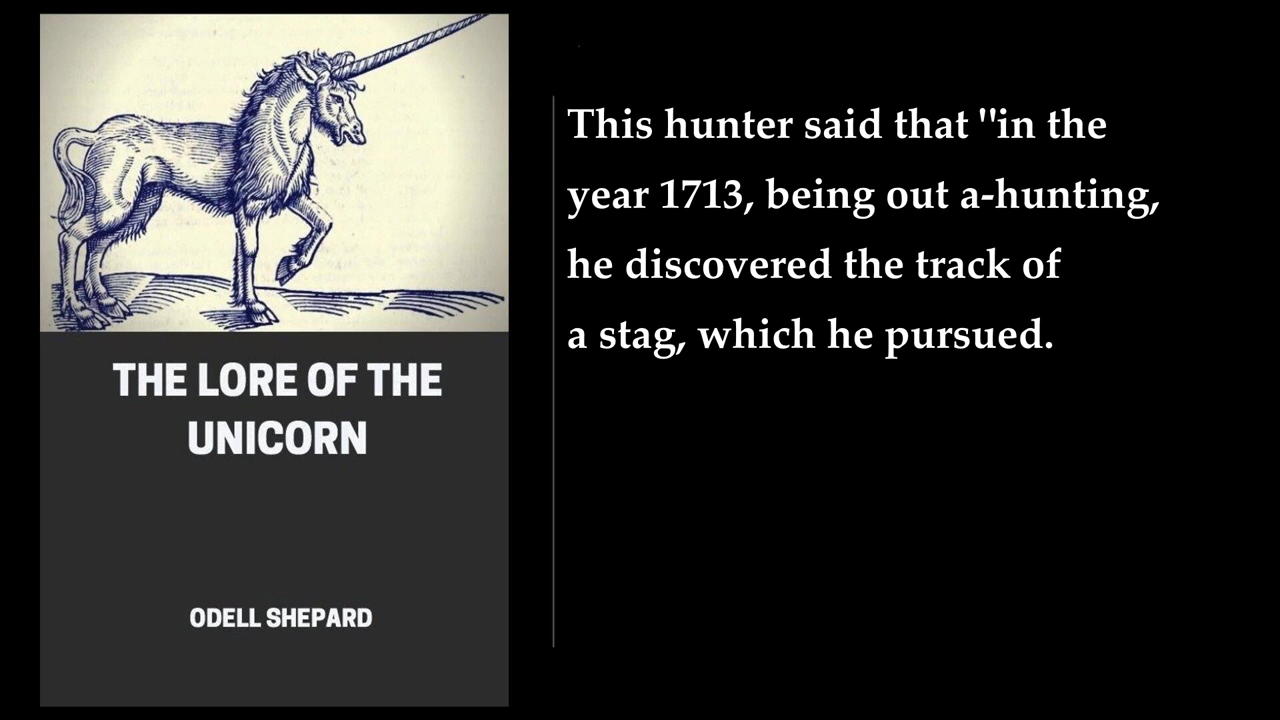 THE LORE OF THE
UNICORN
ODELL SHEPARD
This hunter said that "in the
year 1713, being out a-hunting,
he discovered the track of
a stag, which he pursued.